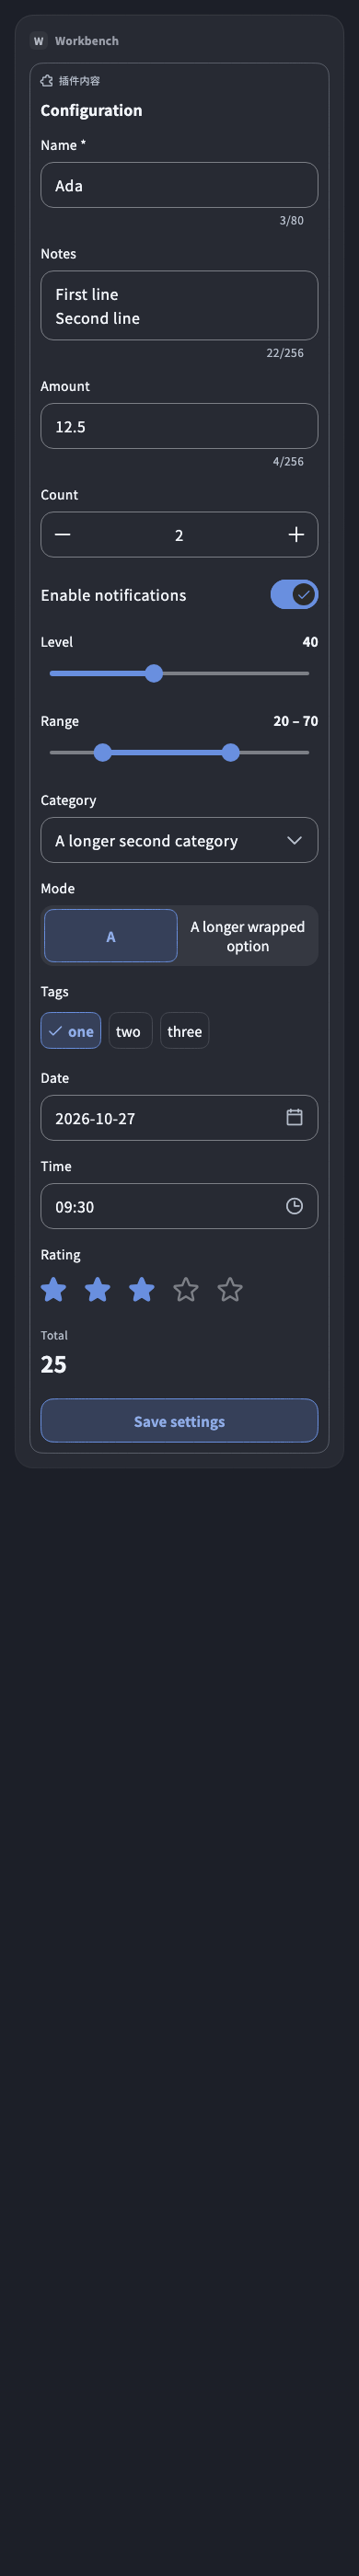 W Workbench
插件内容
Configuration
Name *
Ada
3/80
Notes
First line
Second line
22/256
Amount
12.5
4/256
Count
2
Enable notifications
Level 40
Range 20 – 70
Category
A longer second category
Mode
A
A longer wrapped
option
Tags
one two three
Date
2026-10-27
Time
09:30
Rating
Total
25
Save settings